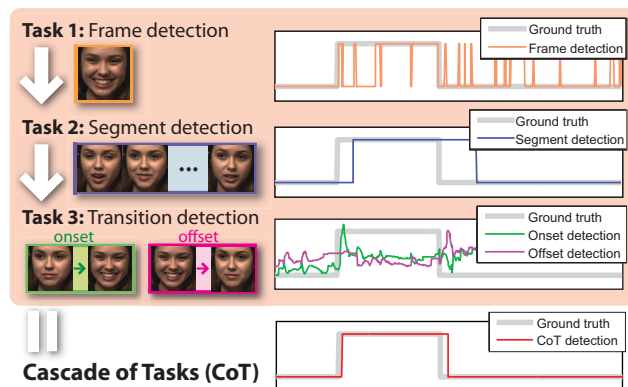 Task 1: Frame detection
Ground truth
Frame detection
Task 2: Segment detection
...
Ground truth
Segment detection
Task 3: Transition detection
onset
offset
Ground truth
Onset detection
Offset detection
Cascade of Tasks (CoT)
Ground truth
CoT detection